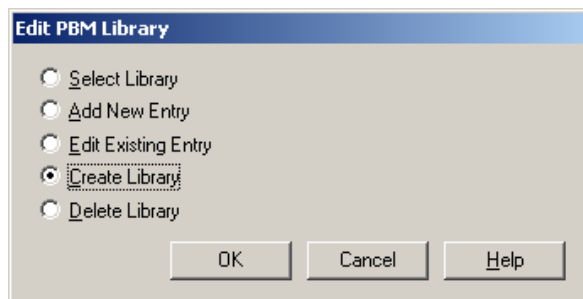 Edit PBM Library
Select Library
Add New Entry
Edit Existing Entry
Create Library
Delete Library
OK Cancel Help